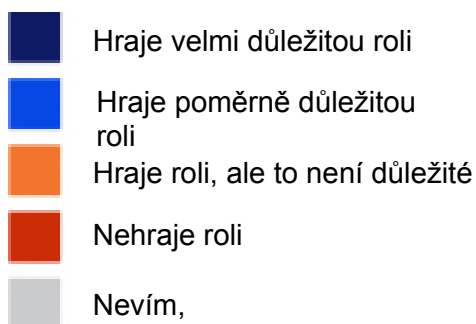 Hraje velmi důležitou roli
Hraje poměrně důležitou
roli
Hraje roli, ale to není důležité
Nehraje roli
Nevím,